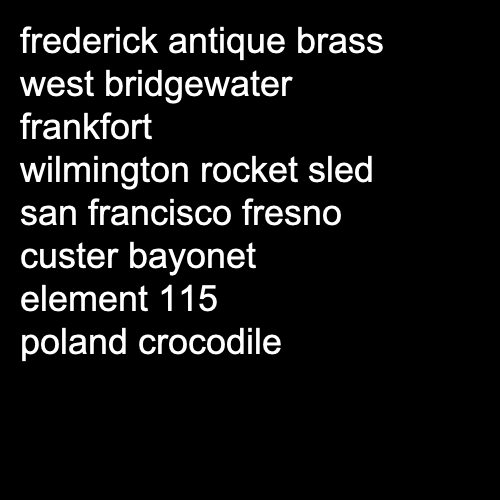 frederick antique brass
west bridgewater
frankfort
wilmington rocket sled
san francisco fresno
custer bayonet
element 115
poland crocodile